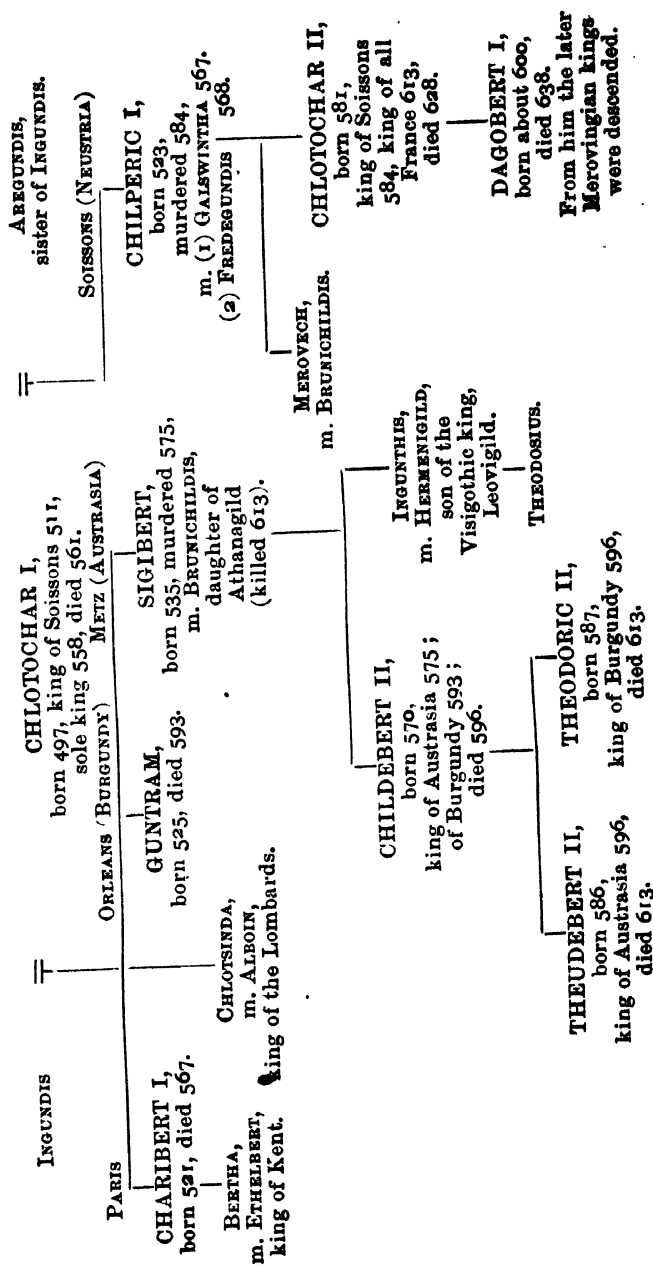 INGUNDIS
CHLOTOCHAR I,
born 497, king of Soissons 511,
sole king 558, died 561.
AREGUNDIS,
sister of INGUNDIS.
PARIS
ORLEANS (BURGUNDY)
METZ (AUSTRASIA)
SOISSONS (NEUSTRIA)
CHARIBERT I,
born 521, died 567.
BERTHA,
m. ETHELBERT,
king of Kent.
CHLOTSINDA,
m. ALBOIN,
king of the Lombards.
GUNTRAM,
born 525, died 593.
SIGIBERT,
born 535, murdered 575,
m. BRUNICHILDIS,
daughter of
Athanagild
(killed 613).
CHILPERIC I,
born 523,
murdered 584,
m. (1) GALSWINTHA 567.
(2) FREDEGUNDIS 568.
CHILDEBERT II,
born 570,
king of Austrasia 575;
of Burgundy 593;
died 596.
INGUNTHIS,
m. HERMENIGILD,
son of the
Visigothic king,
Leovigild.
THEODOSIUS.
MEROVECH,
m. BRUNICHILDIS.
CHLOTOCHAR II,
born 581,
king of Soissons
584, king of all
France 613,
died 628.
THEUDEBERT II,
born 586,
king of Austrasia 596,
died 613.
THEODORIC II,
born 587,
king of Burgundy 596,
died 613.
DAGOBERT I,
born about 600,
died 638.
From him the later
Merovingian kings
were descended.